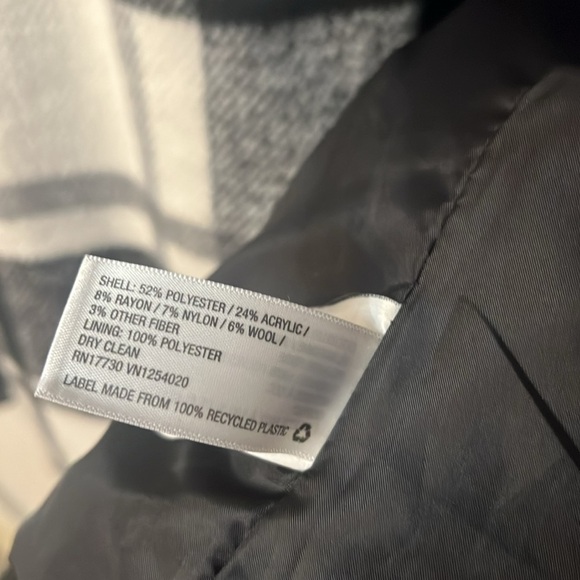 SHELL: 52% POLYESTER / 24% ACRYLIC /
8% RAYON / 7% NYLON / 6% WOOL /
3% OTHER FIBER
LINING: 100% POLYESTER
DRY CLEAN
RN17730 VN1254020
LABEL MADE FROM 100% RECYCLED PLASTIC